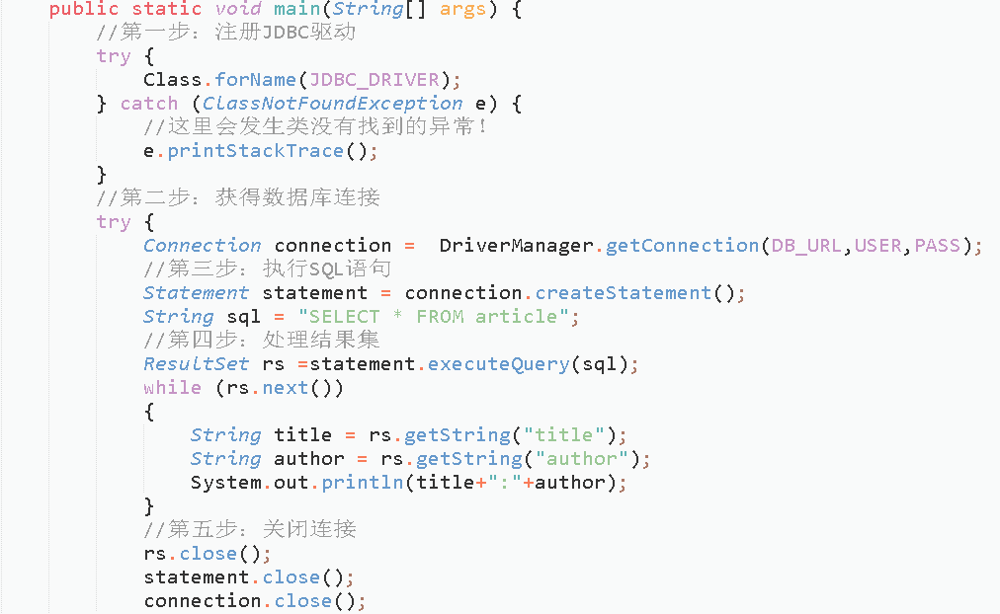 public static void main(String[] args) {
    //第一步：注册JDBC驱动
    try {
        Class.forName(JDBC_DRIVER);
    } catch (ClassNotFoundException e) {
        //这里会发生类没有找到的异常！
        e.printStackTrace();
    }
    //第二步：获得数据库连接
    try {
        Connection connection =  DriverManager.getConnection(DB_URL,USER,PASS);
        //第三步：执行SQL语句
        Statement statement = connection.createStatement();
        String sql = "SELECT * FROM article";
        //第四步：处理结果集
        ResultSet rs =statement.executeQuery(sql);
        while (rs.next())
        {
            String title = rs.getString("title");
            String author = rs.getString("author");
            System.out.println(title+":"+author);
        }
        //第五步：关闭连接
        rs.close();
        statement.close();
        connection.close();